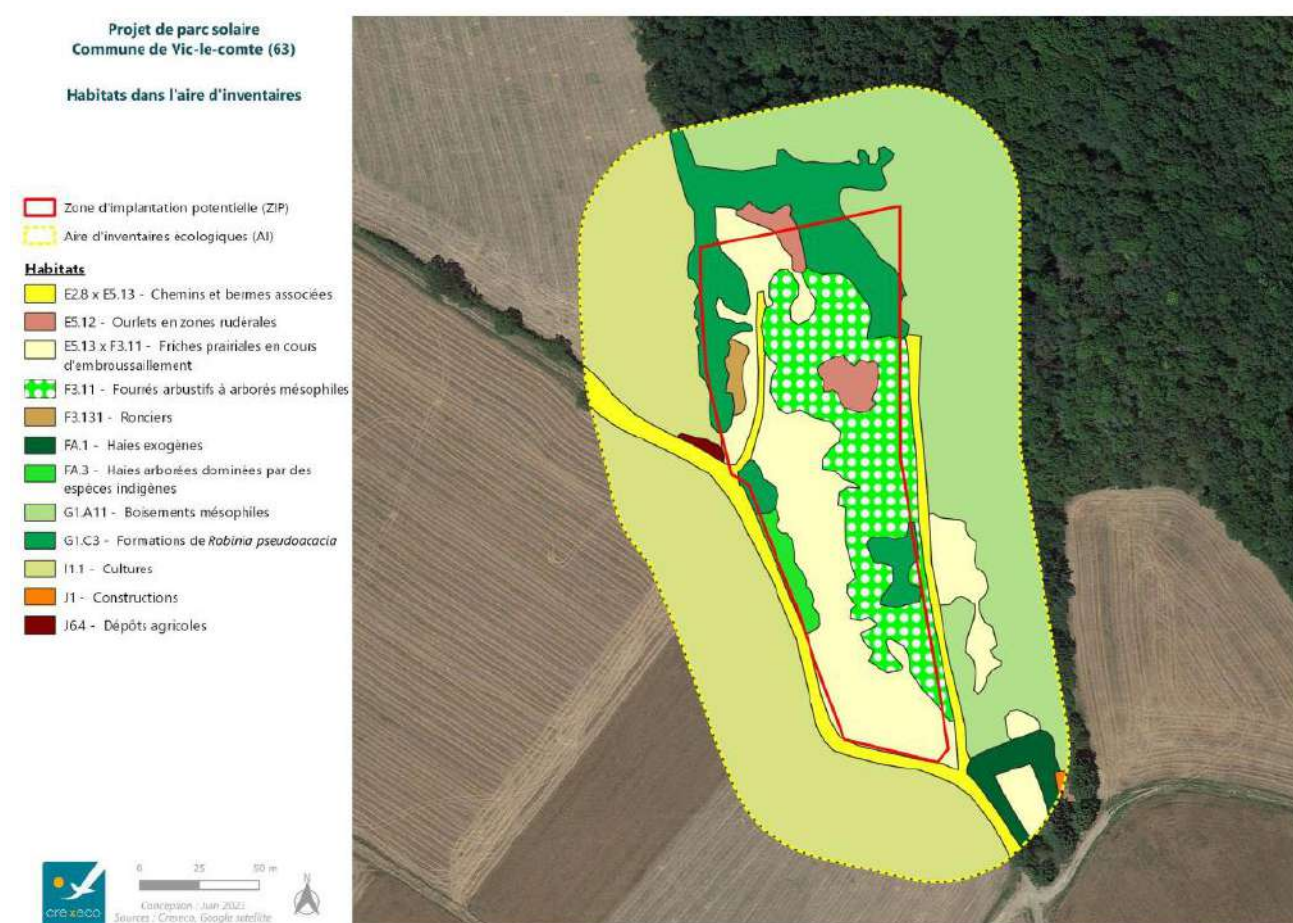 Projet de parc solaire
Commune de Vic-le-comte (63)
Habitats dans l'aire d'inventaires
Zone d'implantation potentielle (ZIP)
Aire d'inventaires écologiques (AI)
Habitats
E2.8 x E5.13 - Chemins et bermes associées
E5.12 - Ourlets en zones rudérales
E5.13 x F3.11 - Friches prairiales en cours
d'embroussaillement
F3.11 - Fourrés arbustifs à arborés mésophiles
F3.131 - Ronciers
FA.1 - Haies exogènes
FA.3 - Haies arborées dominées par des
espèces indigènes
G1.A11 - Boisements mésophiles
G1.C3 - Formations de Robinia pseudoacacia
I1.1 - Cultures
J1 - Constructions
J6.4 - Dépôts agricoles
crexeco
0 25 50 m
N
Conception : Juin 2023
Sources : Crexeco, Google satellite